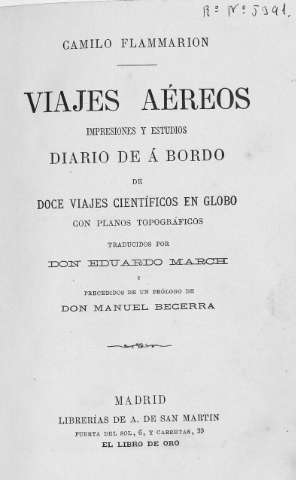 Rº Nº 5941.
CAMILO FLAMMARION
VIAJES AÉREOS
IMPRESIONES Y ESTUDIOS
DIARIO DE Á BORDO
DE
DOCE VIAJES CIENTÍFICOS EN GLOBO
CON PLANOS TOPOGRÁFICOS
TRADUCIDOS POR
DON EDUARDO MARCH
Y
PRECEDIDOS DE UN PRÓLOGO DE
DON MANUEL BECERRA
MADRID
LIBRERÍAS DE A. DE SAN MARTIN
PUERTA DEL SOL, 6, Y CARRETAS, 39
EL LIBRO DE ORO